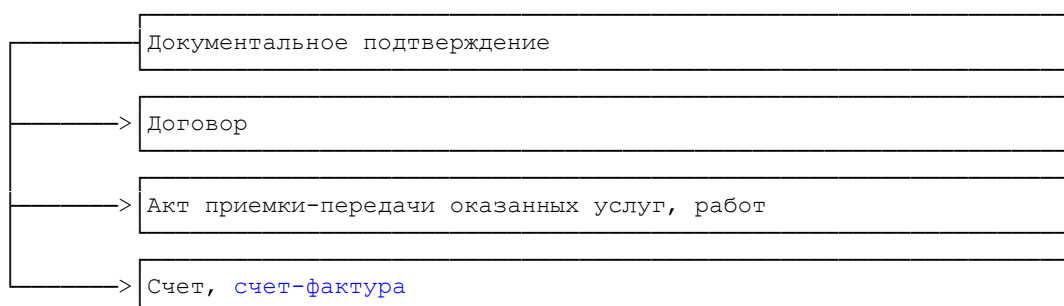 Документальное подтверждение
Договор
Акт приемки-передачи оказанных услуг, работ
Счет, счет-фактура